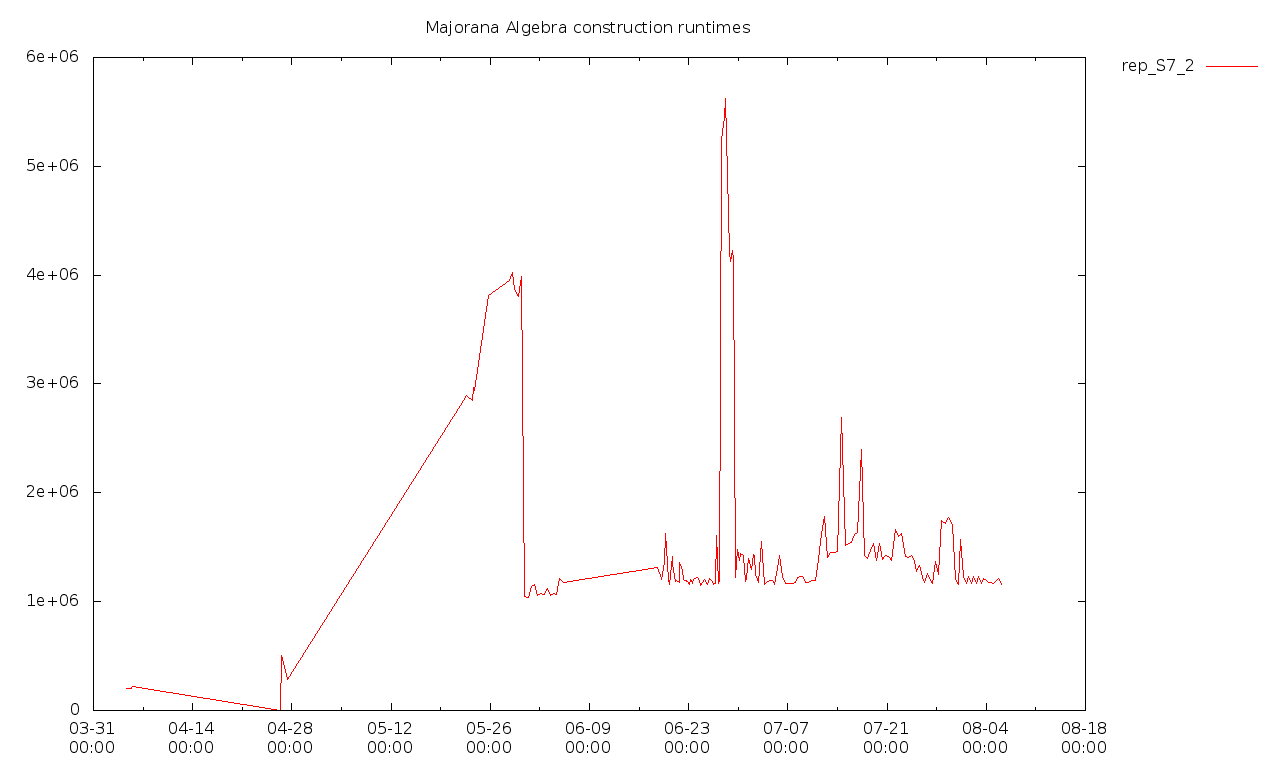 Majorana Algebra construction runtimes
rep_S7_2
6e+06
5e+06
4e+06
3e+06
2e+06
1e+06
0
03-31 04-14 04-28 05-12 05-26 06-09 06-23 07-07 07-21 08-04 08-18
00:00 00:00 00:00 00:00 00:00 00:00 00:00 00:00 00:00 00:00 00:00